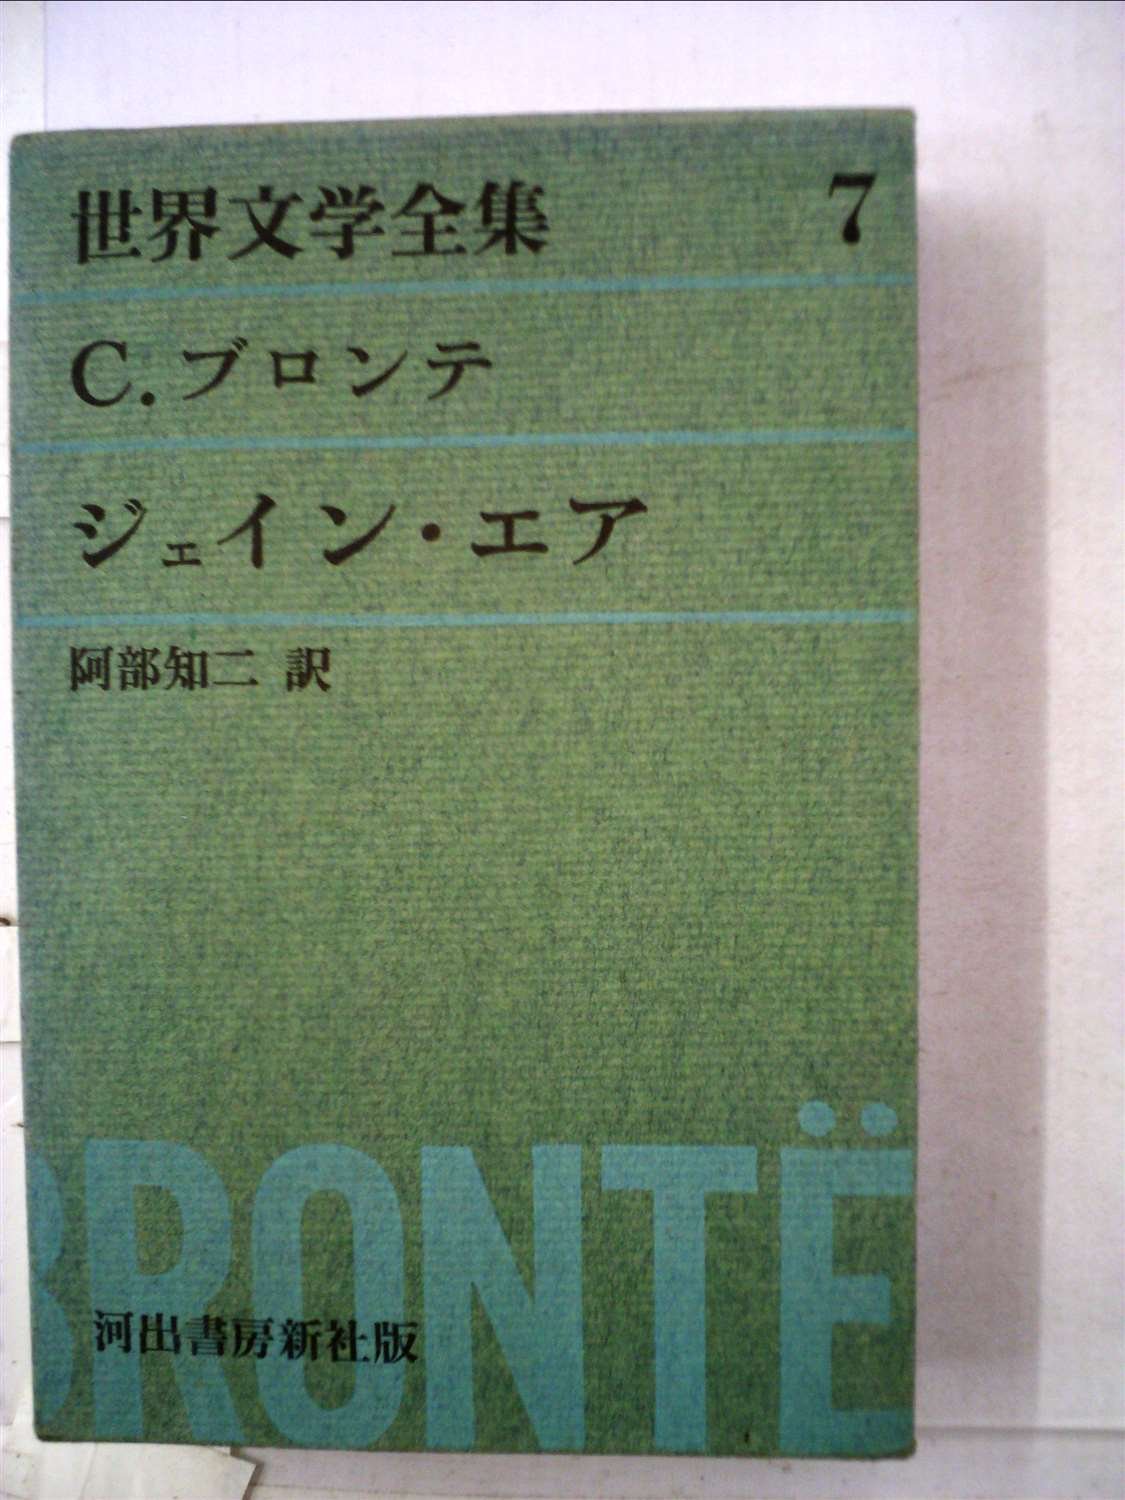 世界文学全集 7
C.ブロンテ
ジェイン・エア
阿部知二 訳
BRONTË
河出書房新社版